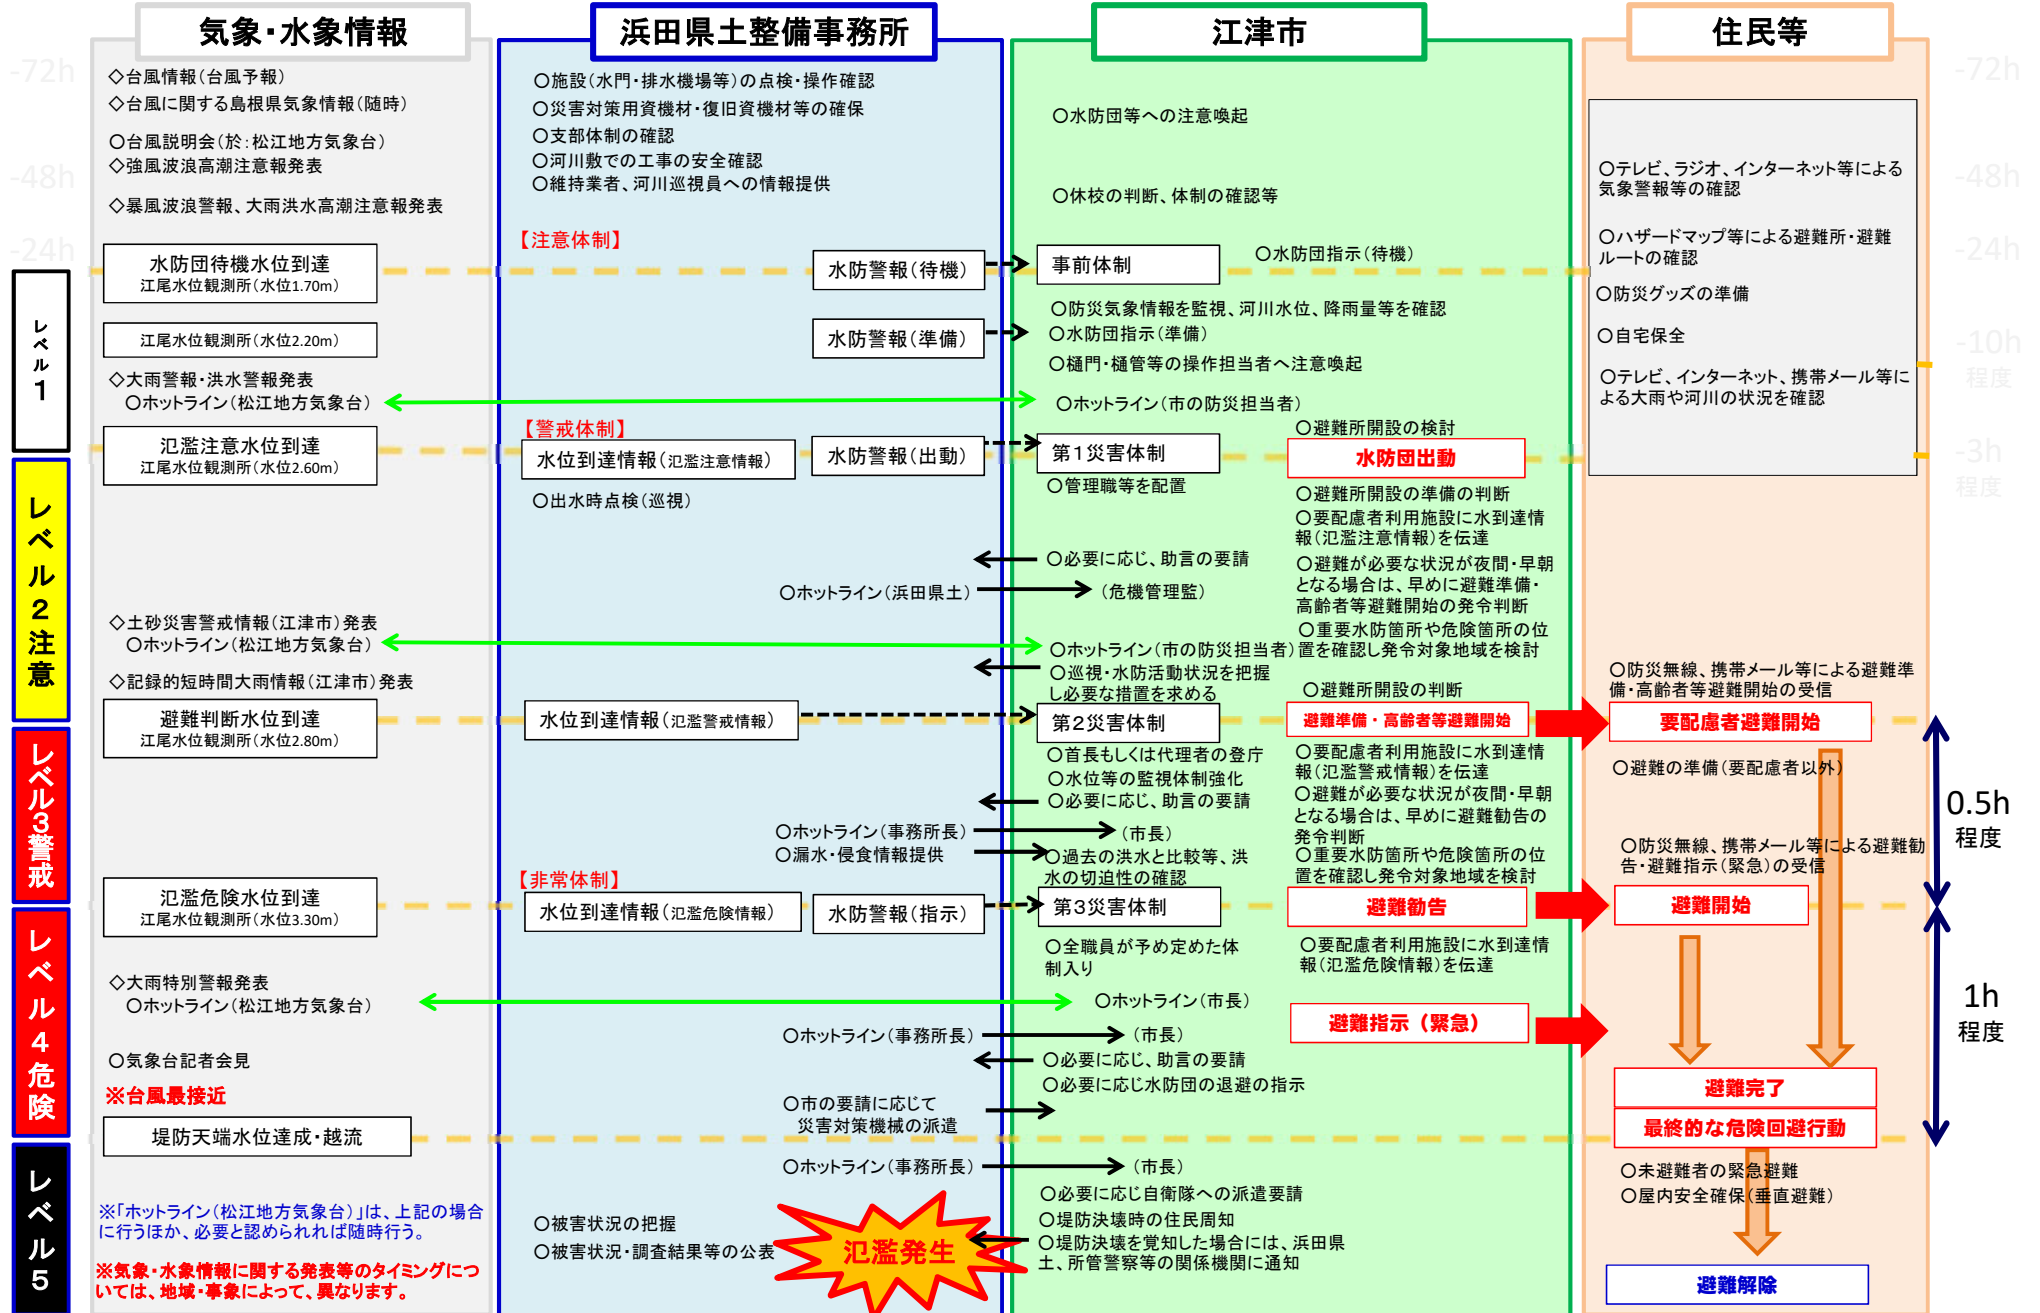 気象・水象情報
浜田県土整備事務所
江津市
住民等
-72h
-48h
-24h
レベル1
レベル2注意
レベル3警戒
レベル4危険
レベル5
◇台風情報(台風予報)
◇台風に関する島根県気象情報(随時)
〇台風説明会(於:松江地方気象台)
◇強風波浪高潮注意報発表
◇暴風波浪警報、大雨洪水高潮注意報発表
水防団待機水位到達
江尾水位観測所(水位1.70m)
江尾水位観測所(水位2.20m)
◇大雨警報・洪水警報発表
〇ホットライン(松江地方気象台)
氾濫注意水位到達
江尾水位観測所(水位2.60m)
◇土砂災害警戒情報(江津市)発表
〇ホットライン(松江地方気象台)
◇記録的短時間大雨情報(江津市)発表
避難判断水位到達
江尾水位観測所(水位2.80m)
氾濫危険水位到達
江尾水位観測所(水位3.30m)
◇大雨特別警報発表
〇ホットライン(松江地方気象台)
〇気象台記者会見
※台風最接近
堤防天端水位達成・越流
※「ホットライン(松江地方気象台)」は、上記の場合
に行うほか、必要と認められれば随時行う。
※気象・水象情報に関する発表等のタイミングにつ
いては、地域・事象によって、異なります。
〇施設(水門・排水機場等)の点検・操作確認
〇災害対策用資機材・復旧資機材等の確保
〇支部体制の確認
〇河川敷での工事の安全確認
〇維持業者、河川巡視員への情報提供
【注意体制】
水防警報(待機)
水防警報(準備)
【警戒体制】
水位到達情報(氾濫注意情報)
水防警報(出動)
〇出水時点検(巡視)
〇ホットライン(浜田県土)
水位到達情報(氾濫警戒情報)
〇ホットライン(事務所長)
〇漏水・侵食情報提供
【非常体制】
水位到達情報(氾濫危険情報)
水防警報(指示)
〇ホットライン(事務所長)
〇市の要請に応じて
災害対策機械の派遣
〇ホットライン(事務所長)
〇被害状況の把握
〇被害状況・調査結果等の公表
氾濫発生
〇水防団等への注意喚起
〇休校の判断、体制の確認等
事前体制
〇水防団指示(待機)
〇防災気象情報を監視、河川水位、降雨量等を確認
〇水防団指示(準備)
〇樋門・樋管等の操作担当者へ注意喚起
〇ホットライン(市の防災担当者)
第1災害体制
〇管理職等を配置
〇必要に応じ、助言の要請
(危機管理監)
〇ホットライン(市の防災担当者)
〇巡視・水防活動状況を把握
し必要な措置を求める
第2災害体制
〇首長もしくは代理者の登庁
〇水位等の監視体制強化
〇必要に応じ、助言の要請
(市長)
〇過去の洪水と比較等、洪
水の切迫性の確認
第3災害体制
〇全職員が予め定めた体
制入り
〇ホットライン(市長)
(市長)
〇必要に応じ、助言の要請
〇必要に応じ水防団の退避の指示
(市長)
〇必要に応じ自衛隊への派遣要請
〇堤防決壊時の住民周知
〇堤防決壊を覚知した場合には、浜田県
土、所管警察等の関係機関に通知
〇避難所開設の検討
水防団出動
〇避難所開設の準備の判断
〇要配慮者利用施設に水到達情
報(氾濫注意情報)を伝達
〇避難が必要な状況が夜間・早朝
となる場合は、早めに避難準備・
高齢者等避難開始の発令判断
〇重要水防箇所や危険箇所の位
置を確認し発令対象地域を検討
〇避難所開設の判断
避難準備・高齢者等避難開始
〇要配慮者利用施設に水到達情
報(氾濫警戒情報)を伝達
〇避難が必要な状況が夜間・早朝
となる場合は、早めに避難勧告の
発令判断
〇重要水防箇所や危険箇所の位
置を確認し発令対象地域を検討
避難勧告
〇要配慮者利用施設に水到達情
報(氾濫危険情報)を伝達
避難指示(緊急)
〇テレビ、ラジオ、インターネット等による
気象警報等の確認
〇ハザードマップ等による避難所・避難
ルートの確認
〇防災グッズの準備
〇自宅保全
〇テレビ、インターネット、携帯メール等に
よる大雨や河川の状況を確認
〇防災無線、携帯メール等による避難準
備・高齢者等避難開始の受信
要配慮者避難開始
〇避難の準備(要配慮者以外)
〇防災無線、携帯メール等による避難勧
告・避難指示(緊急)の受信
避難開始
避難完了
最終的な危険回避行動
〇未避難者の緊急避難
〇屋内安全確保(垂直避難)
避難解除
-72h
-48h
-24h
-10h
程度
-3h
程度
0.5h
程度
1h
程度